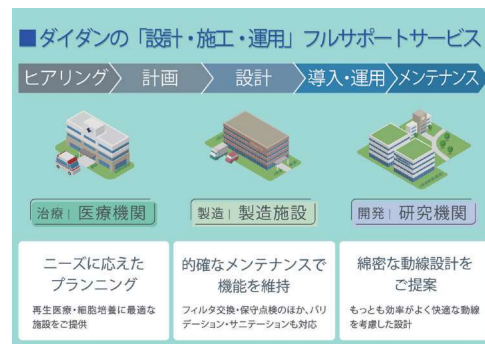 ■ダイダンの「設計・施工・運用」フルサポートサービス
ヒアリング 計画 設計 導入・運用 メンテナンス
治療 | 医療機関 製造 | 製造施設 開発 | 研究機関
ニーズに応えた
プランニング
再生医療・細胞培養に最適な
施設をご提供
的確なメンテナンスで
機能を維持
フィルタ交換・保守点検のほか、バリ
デーション・サニテーションも対応
綿密な動線設計を
ご提案
もっとも効率がよく快適な動線
を考慮した設計